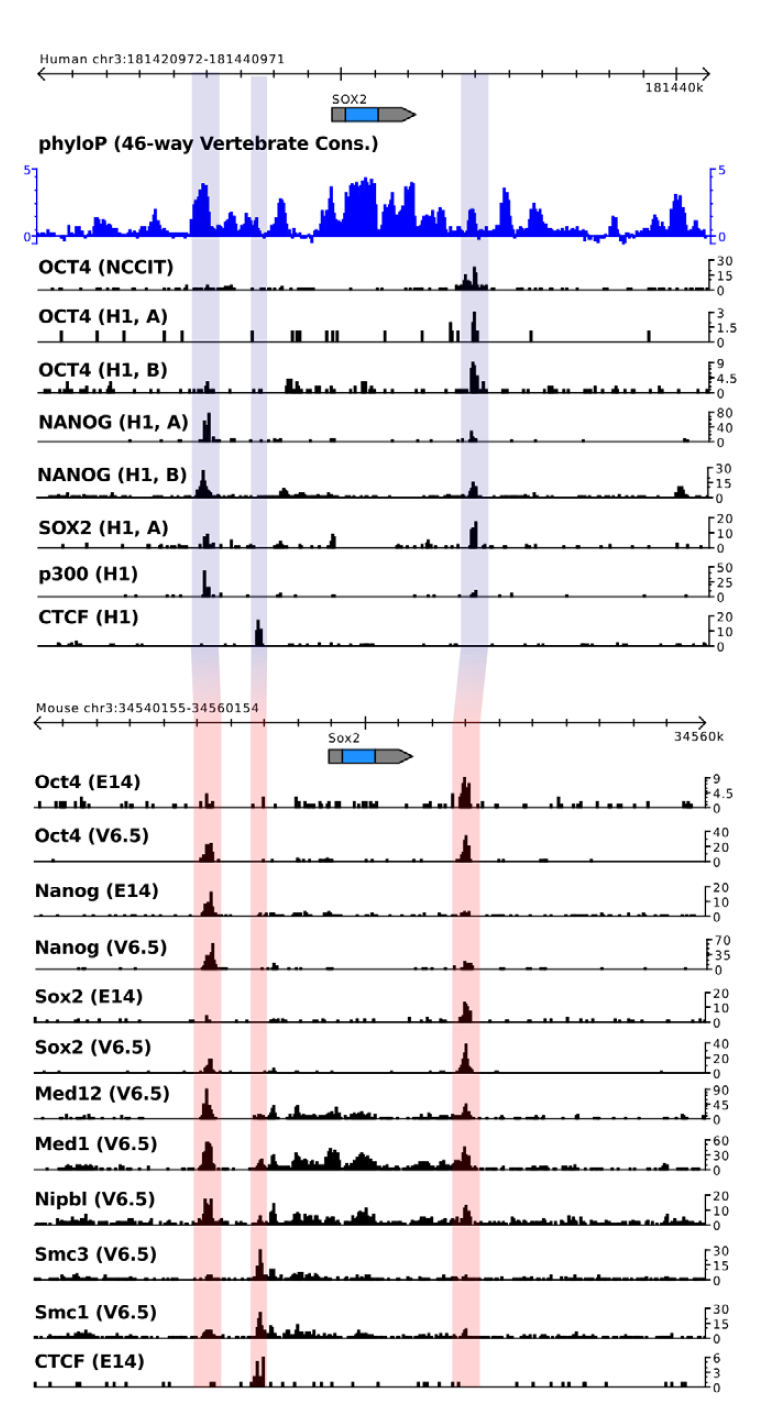 Human chr3:181420972-181440971
181440k
SOX2
phyloP (46-way Vertebrate Cons.)
5 5
0 0
OCT4 (NCCIT) 30
15
0
OCT4 (H1, A) 3
1.5
0
OCT4 (H1, B) 9
4.5
0
NANOG (H1, A) 80
40
0
NANOG (H1, B) 30
15
0
SOX2 (H1, A) 20
10
0
p300 (H1) 50
25
0
CTCF (H1) 20
10
0
Mouse chr3:34540155-34560154
34560k
Sox2
Oct4 (E14) 9
4.5
0
Oct4 (V6.5) 40
20
0
Nanog (E14) 20
10
0
Nanog (V6.5) 70
35
0
Sox2 (E14) 20
10
0
Sox2 (V6.5) 40
20
0
Med12 (V6.5) 90
45
0
Med1 (V6.5) 60
30
0
Nipbl (V6.5) 20
10
0
Smc3 (V6.5) 30
15
0
Smc1 (V6.5) 30
15
0
CTCF (E14) 6
3
0